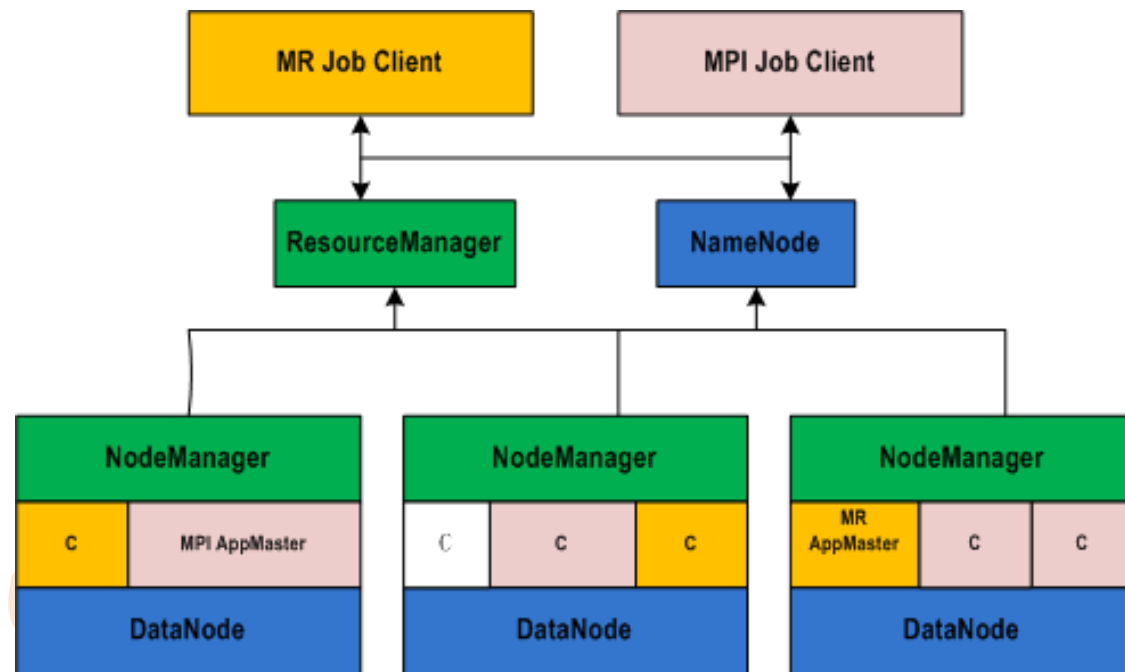 MR Job Client
MPI Job Client
ResourceManager
NameNode
NodeManager
NodeManager
NodeManager
C
MPI AppMaster
C
C
C
MR
AppMaster
C
C
DataNode
DataNode
DataNode